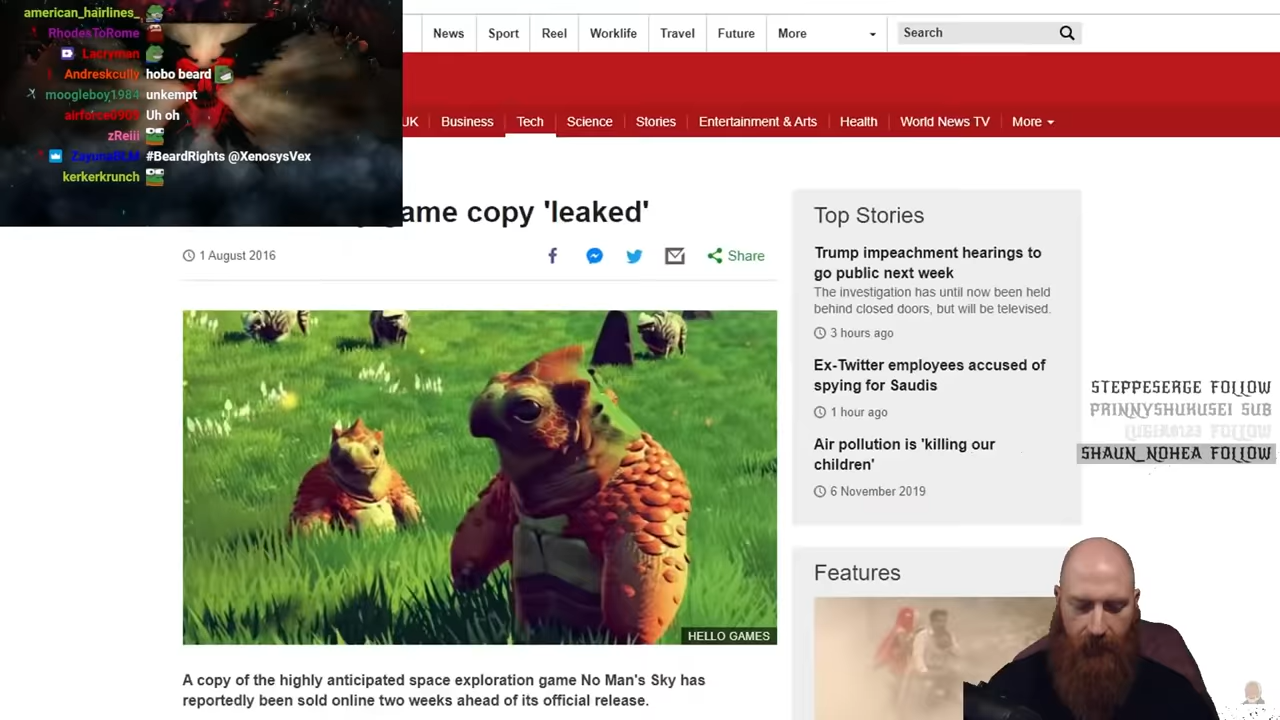 american_hairlines_
RhodesToRome
Lacryman
Andreskcully hobo beard
moogleboy1984 unkempt
airforce0909 Uh oh
zReiii
ZayunaBLM #BeardRights @XenosysVex
kerkerkrunch
News Sport Reel Worklife Travel Future More Search
UK Business Tech Science Stories Entertainment & Arts Health World News TV More
ame copy 'leaked'
1 August 2016
Share
HELLO GAMES
A copy of the highly anticipated space exploration game No Man's Sky has
reportedly been sold online two weeks ahead of its official release.
Top Stories
Trump impeachment hearings to
go public next week
The investigation has until now been held
behind closed doors, but will be televised.
3 hours ago
Ex-Twitter employees accused of
spying for Saudis
1 hour ago
Air pollution is 'killing our
children'
6 November 2019
Features
STEPPESERGE FOLLOW
PRINNYSHUKUSEI SUB
FOLLOW
SHAUN_NOHEA FOLLOW